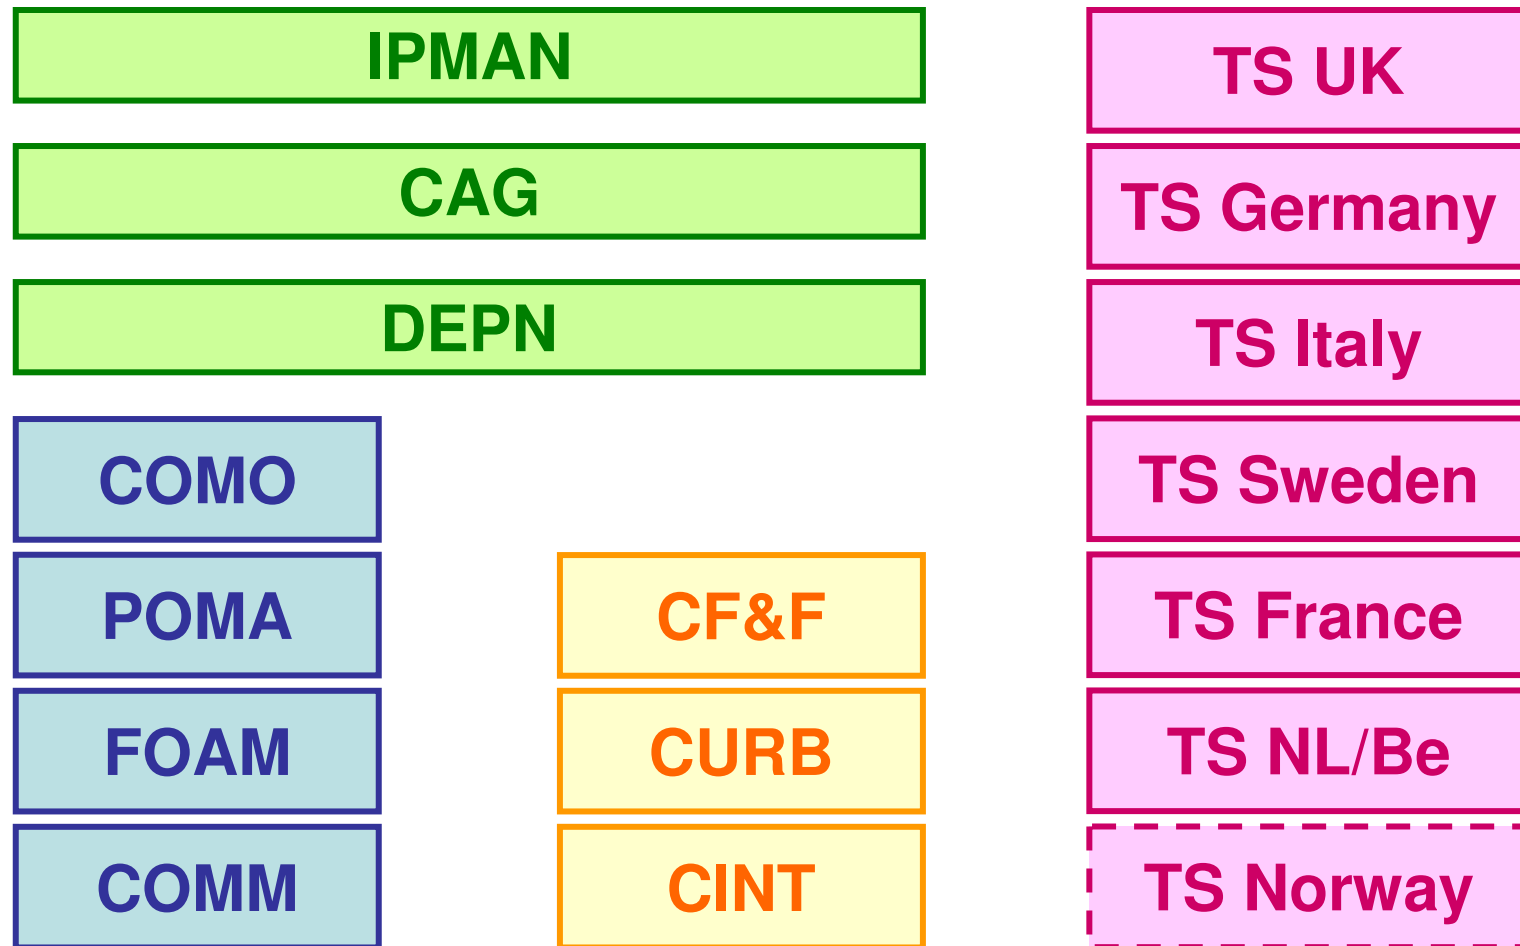 IPMAN
CAG
DEPN
COMO
POMA
FOAM
COMM
CF&F
CURB
CINT
TS UK
TS Germany
TS Italy
TS Sweden
TS France
TS NL/Be
TS Norway